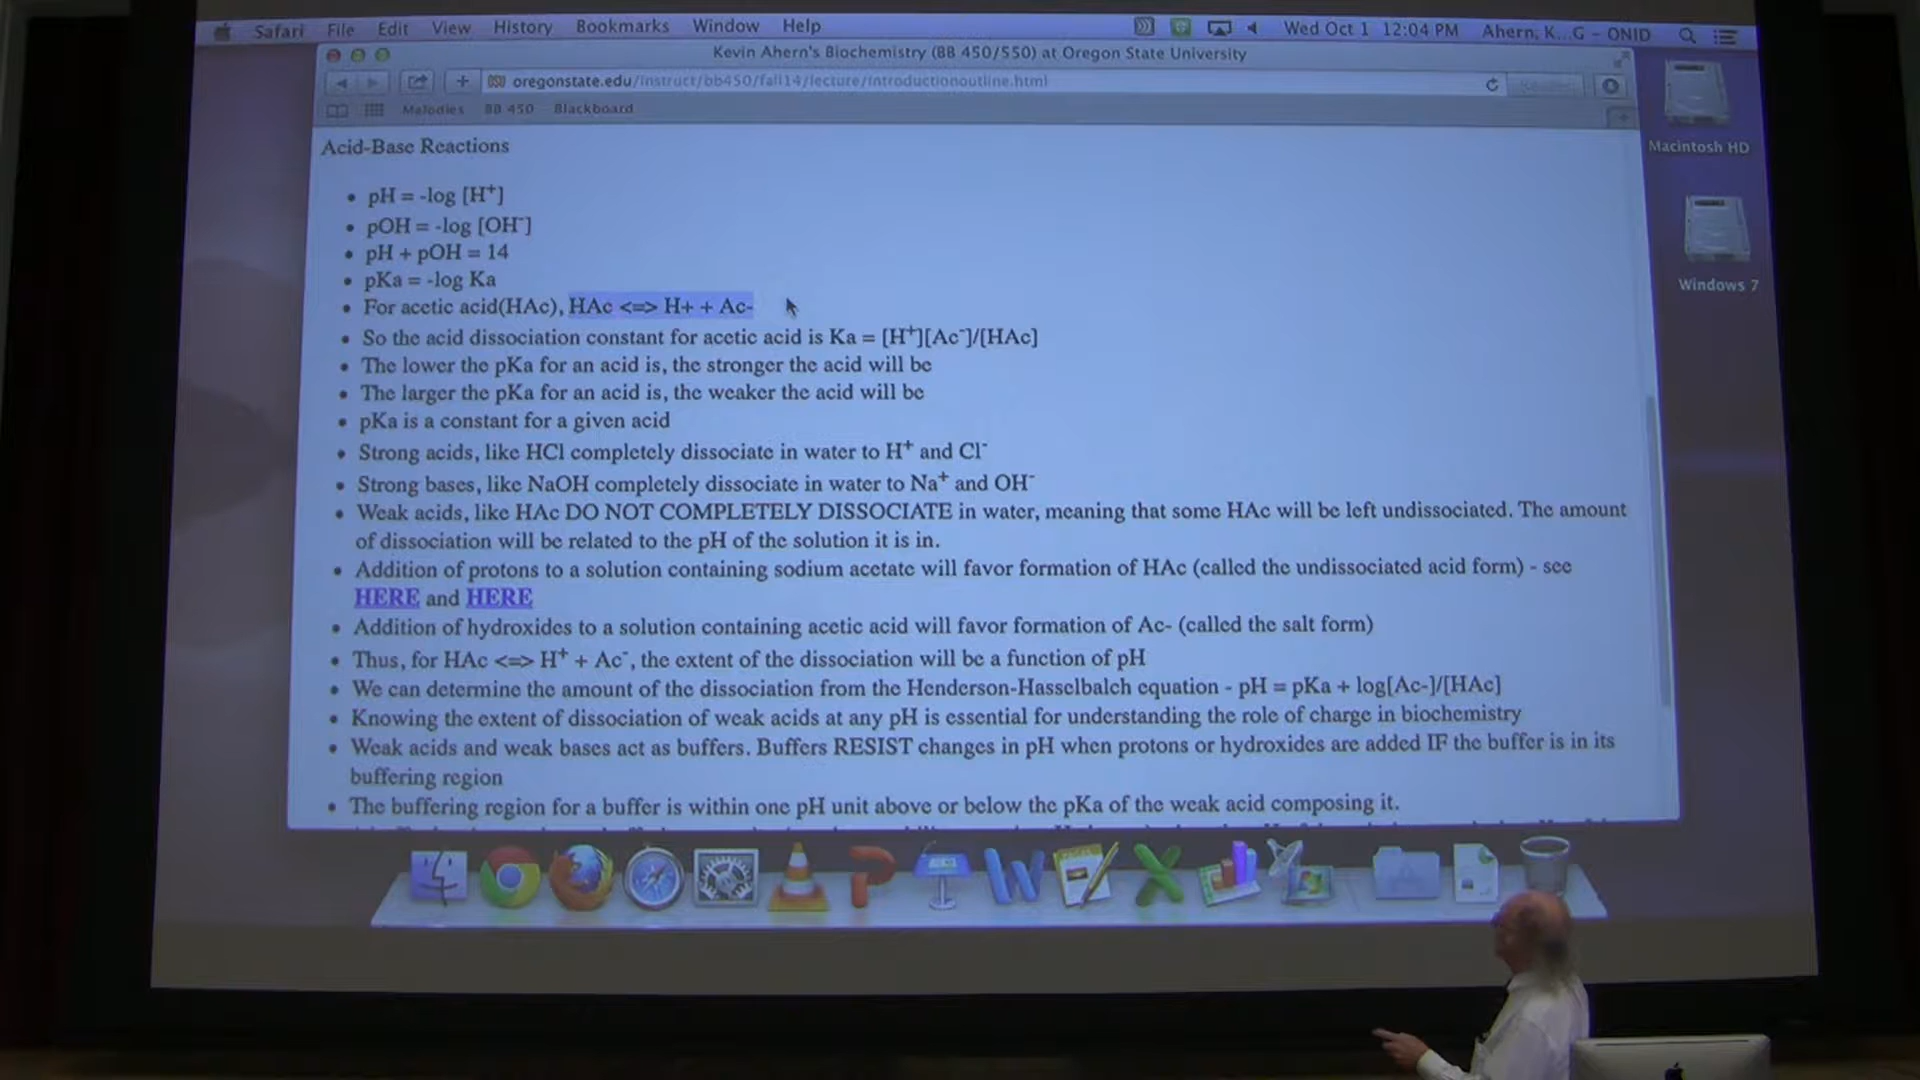 Safari File Edit View History Bookmarks Window Help Wed Oct 1 12:04 PM Ahern, K...G - ONID
Kevin Ahern's Biochemistry (BB 450/550) at Oregon State University
oregonstate.edu/instruct/bb450/fall14/lecture/introductionoutline.html
Melodies BB 450 Blackboard
Macintosh HD
Windows 7
Acid-Base Reactions
• pH = -log [H⁺]
• pOH = -log [OH⁻]
• pH + pOH = 14
• pKa = -log Ka
• For acetic acid(HAc), HAc <=> H+ + Ac-
• So the acid dissociation constant for acetic acid is Ka = [H⁺][Ac⁻]/[HAc]
• The lower the pKa for an acid is, the stronger the acid will be
• The larger the pKa for an acid is, the weaker the acid will be
• pKa is a constant for a given acid
• Strong acids, like HCl completely dissociate in water to H⁺ and Cl⁻
• Strong bases, like NaOH completely dissociate in water to Na⁺ and OH⁻
• Weak acids, like HAc DO NOT COMPLETELY DISSOCIATE in water, meaning that some HAc will be left undissociated. The amount
of dissociation will be related to the pH of the solution it is in.
• Addition of protons to a solution containing sodium acetate will favor formation of HAc (called the undissociated acid form) - see
HERE and HERE
• Addition of hydroxides to a solution containing acetic acid will favor formation of Ac- (called the salt form)
• Thus, for HAc <=> H⁺ + Ac⁻, the extent of the dissociation will be a function of pH
• We can determine the amount of the dissociation from the Henderson-Hasselbalch equation - pH = pKa + log[Ac-]/[HAc]
• Knowing the extent of dissociation of weak acids at any pH is essential for understanding the role of charge in biochemistry
• Weak acids and weak bases act as buffers. Buffers RESIST changes in pH when protons or hydroxides are added IF the buffer is in its
buffering region
• The buffering region for a buffer is within one pH unit above or below the pKa of the weak acid composing it.